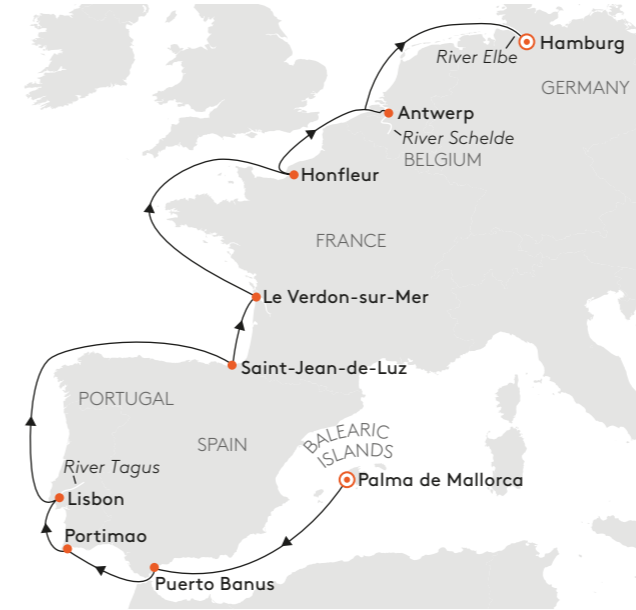 Hamburg
River Elbe
GERMANY
Antwerp
River Schelde
BELGIUM
Honfleur
FRANCE
Le Verdon-sur-Mer
Saint-Jean-de-Luz
PORTUGAL
SPAIN
BALEARIC
ISLANDS
River Tagus
Palma de Mallorca
Lisbon
Portimao
Puerto Banus